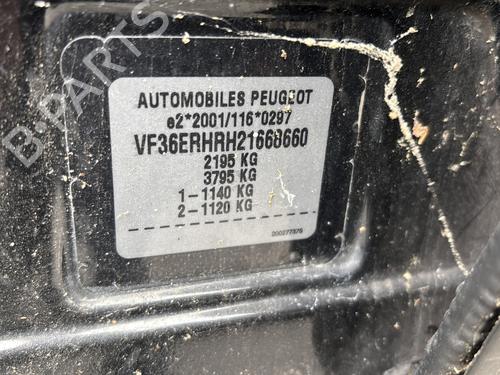 B-PARTS
AUTOMOBILES PEUGEOT
e2*2001/116*0297
VF36ERHRH21668660
2195 KG
3795 KG
1-1140 KG
2-1120 KG